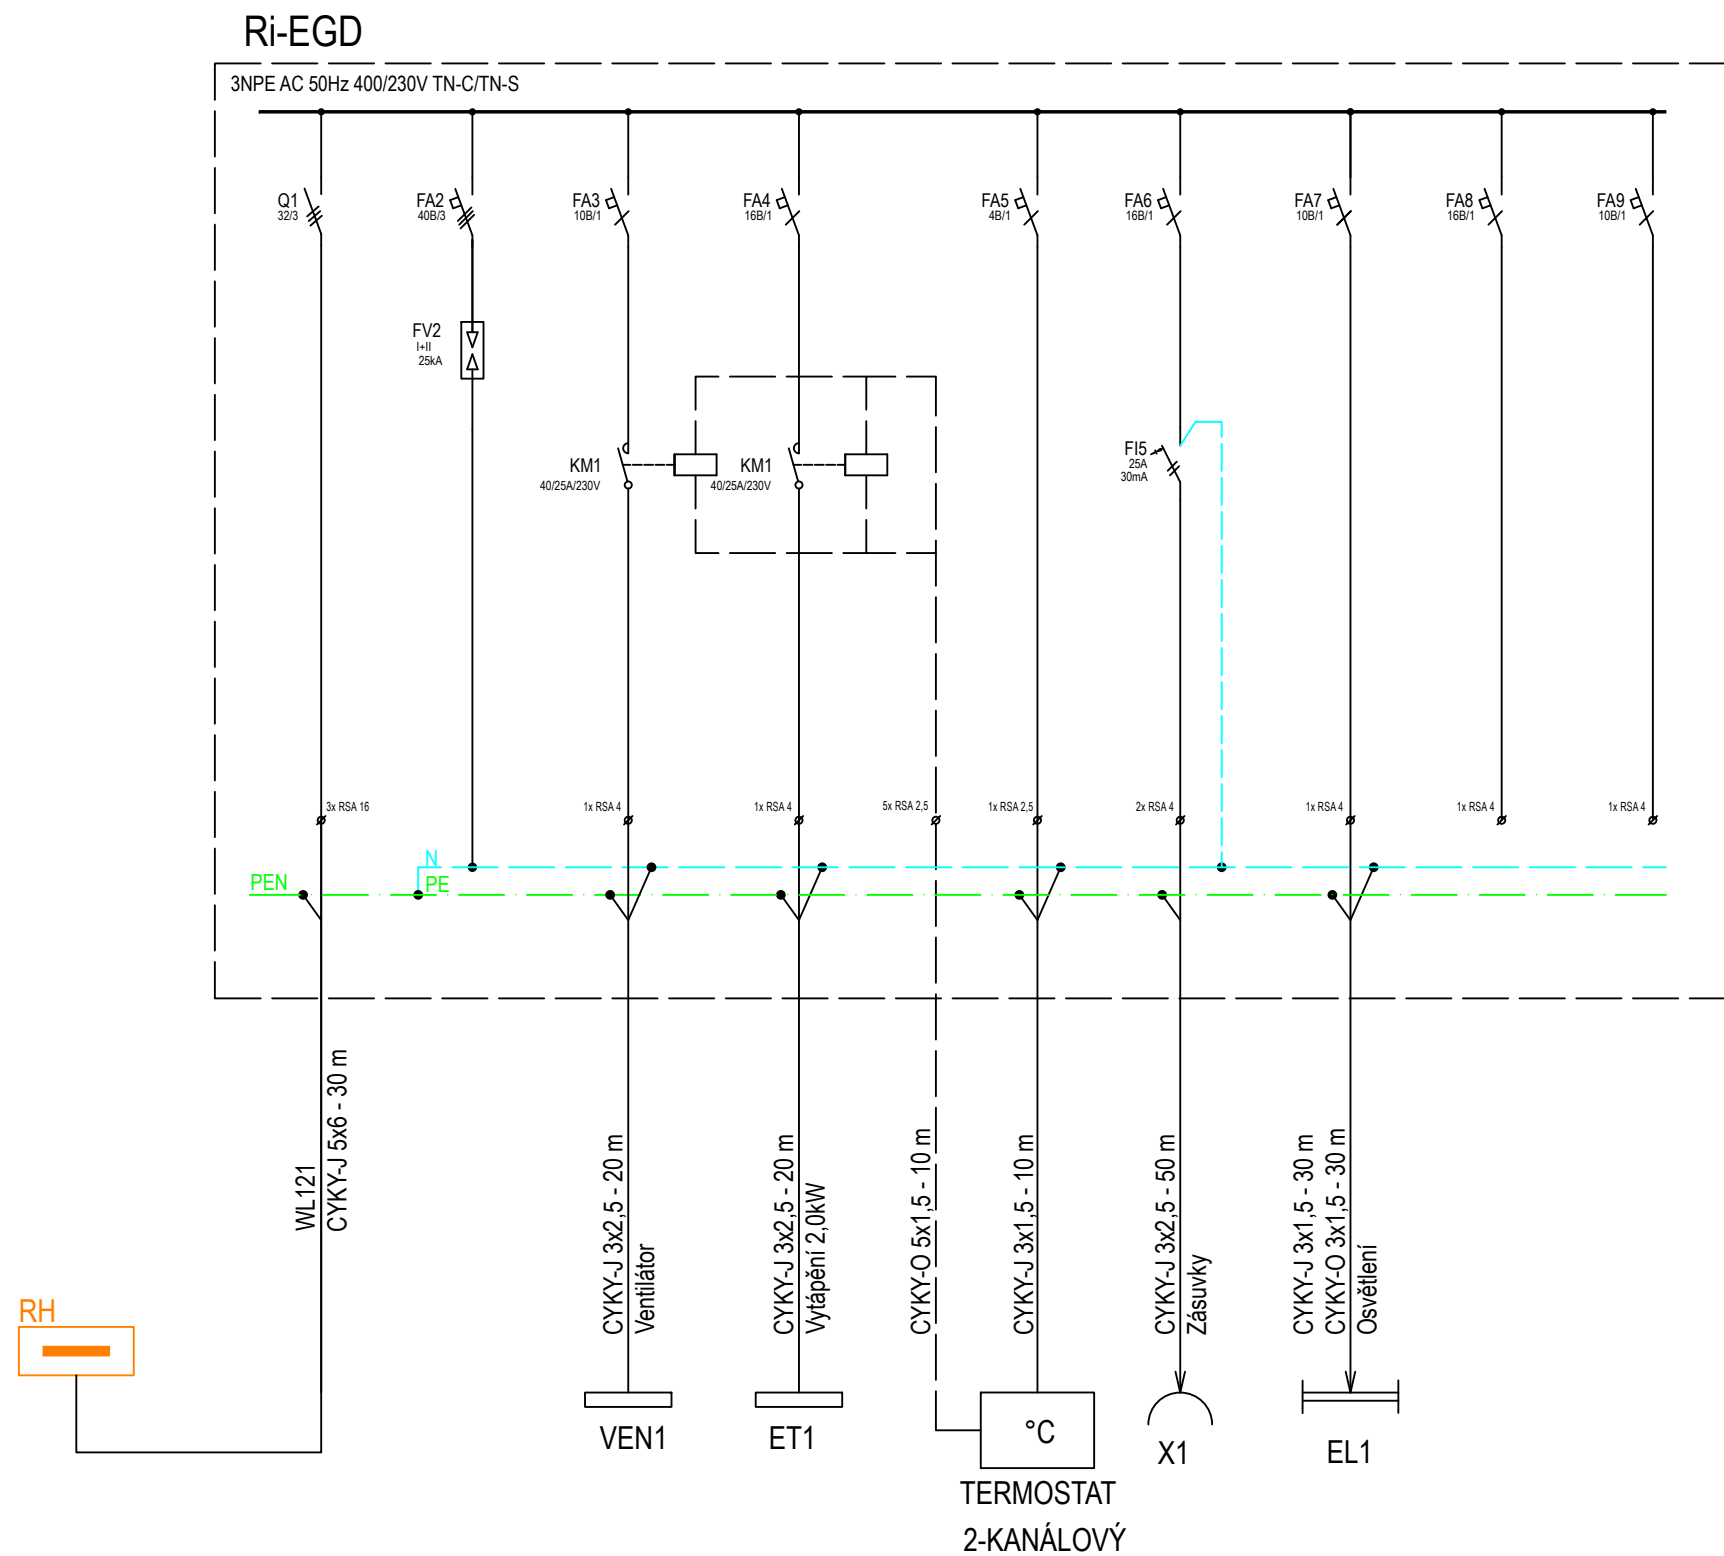 Ri-EGD
3NPE AC 50Hz 400/230V TN-C/TN-S
Q1
32/3
FA2
40B/3
FA3
10B/1
FA4
16B/1
FA5
4B/1
FA6
16B/1
FA7
10B/1
FA8
16B/1
FA9
10B/1
FV2
I+II
25kA
KM1
40/25A/230V
KM1
40/25A/230V
FI5
25A
30mA
3x RSA 16
1x RSA 4
1x RSA 4
5x RSA 2,5
1x RSA 2,5
2x RSA 4
1x RSA 4
1x RSA 4
1x RSA 4
N
PEN
PE
WL121
CYKY-J 5x6 - 30 m
CYKY-J 3x2,5 - 20 m
Ventilátor
CYKY-J 3x2,5 - 20 m
Vytápění 2,0kW
CYKY-O 5x1,5 - 10 m
CYKY-J 3x1,5 - 10 m
CYKY-J 3x2,5 - 50 m
Zásuvky
CYKY-J 3x1,5 - 30 m
CYKY-O 3x1,5 - 30 m
Osvětlení
RH
VEN1
ET1
°C
TERMOSTAT
2-KANÁLOVÝ
X1
EL1